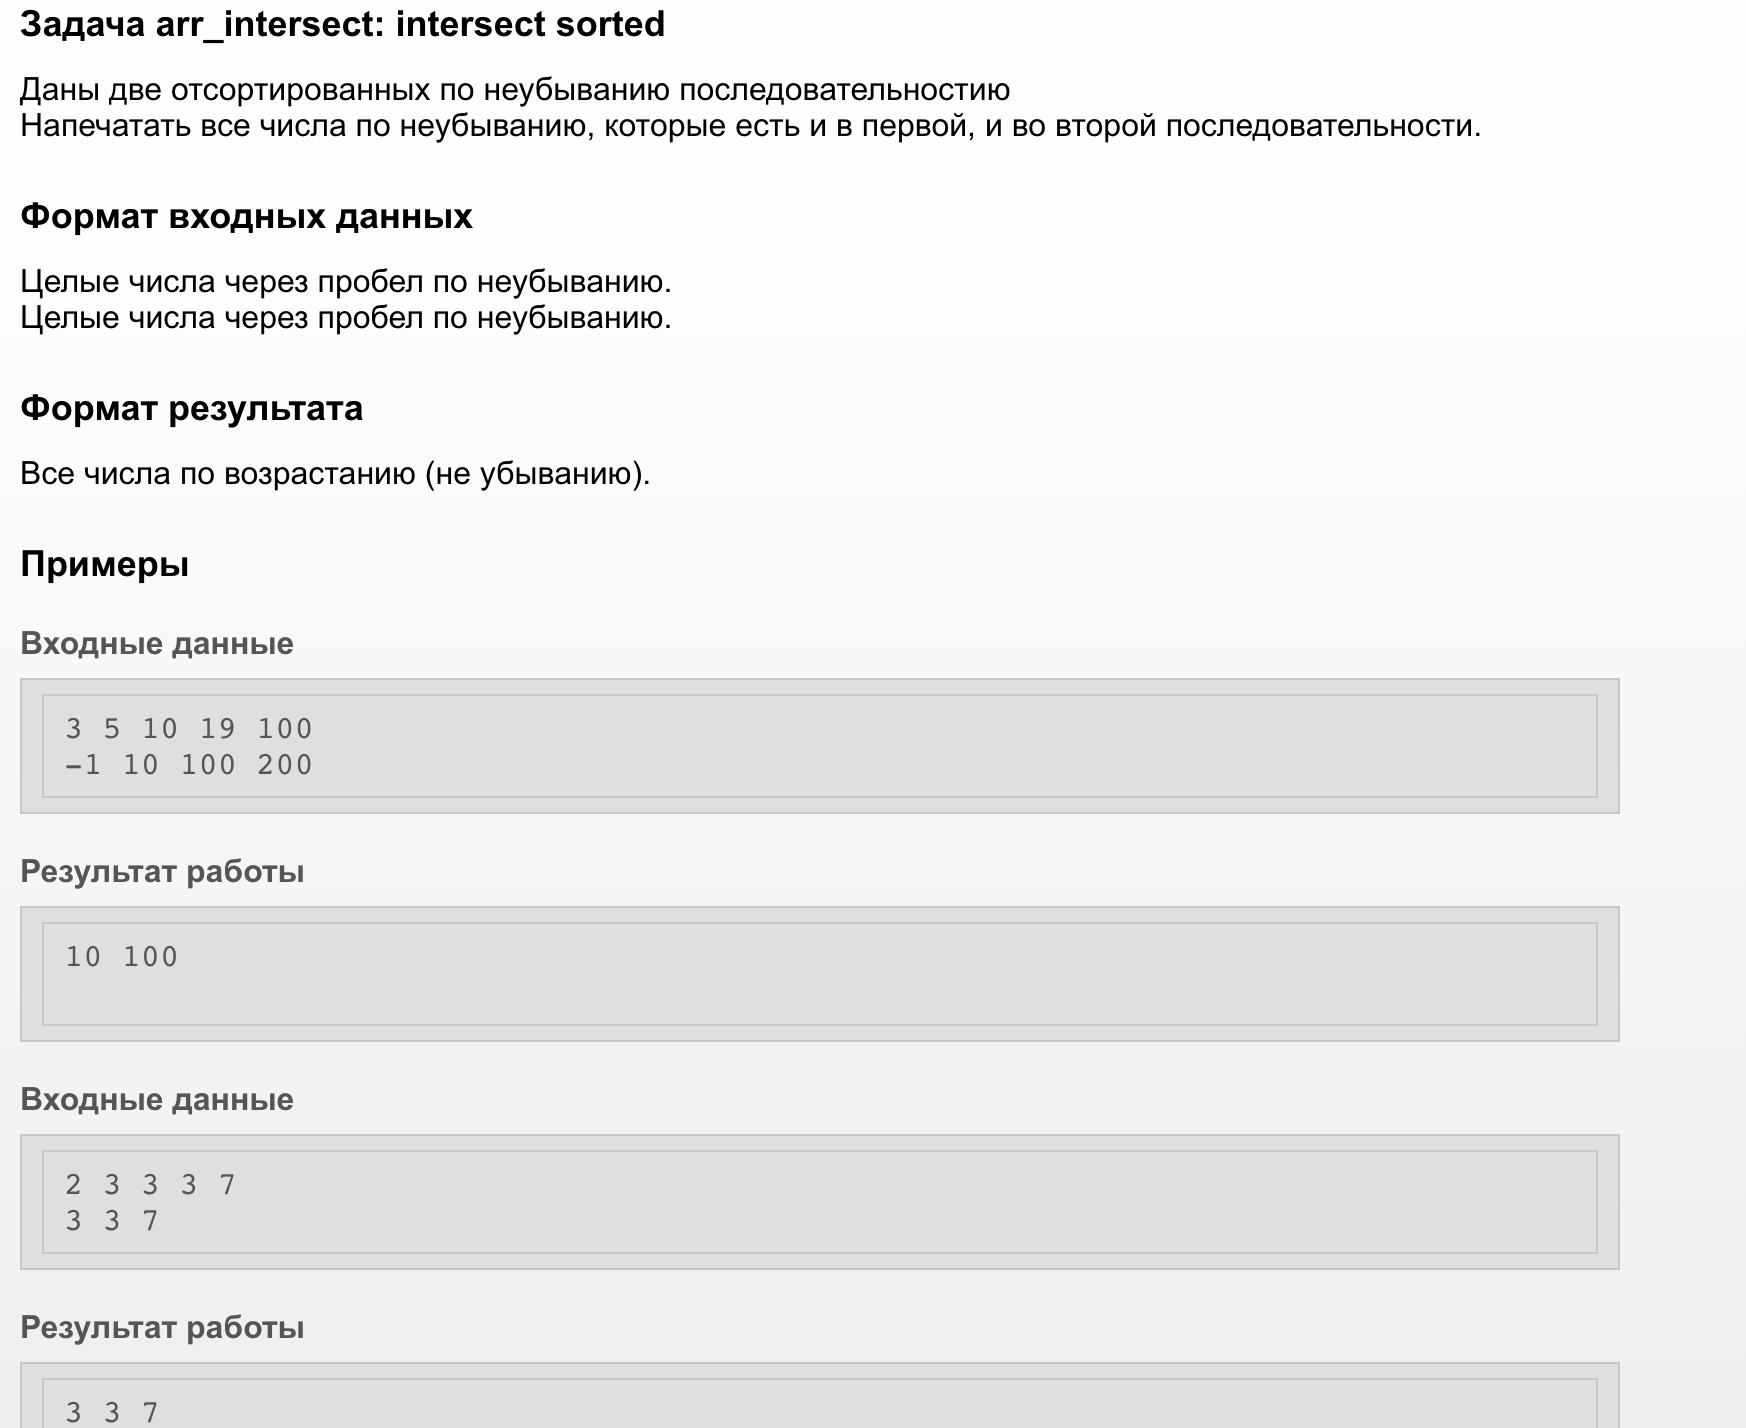 Задача arr_intersect: intersect sorted
Даны две отсортированных по неубыванию последовательностию
Напечатать все числа по неубыванию, которые есть и в первой, и во второй последовательности.
Формат входных данных
Целые числа через пробел по неубыванию.
Целые числа через пробел по неубыванию.
Формат результата
Все числа по возрастанию (не убыванию).
Примеры
Входные данные
3 5 10 19 100
-1 10 100 200
Результат работы
10 100
Входные данные
2 3 3 3 7
3 3 7
Результат работы
3 3 7